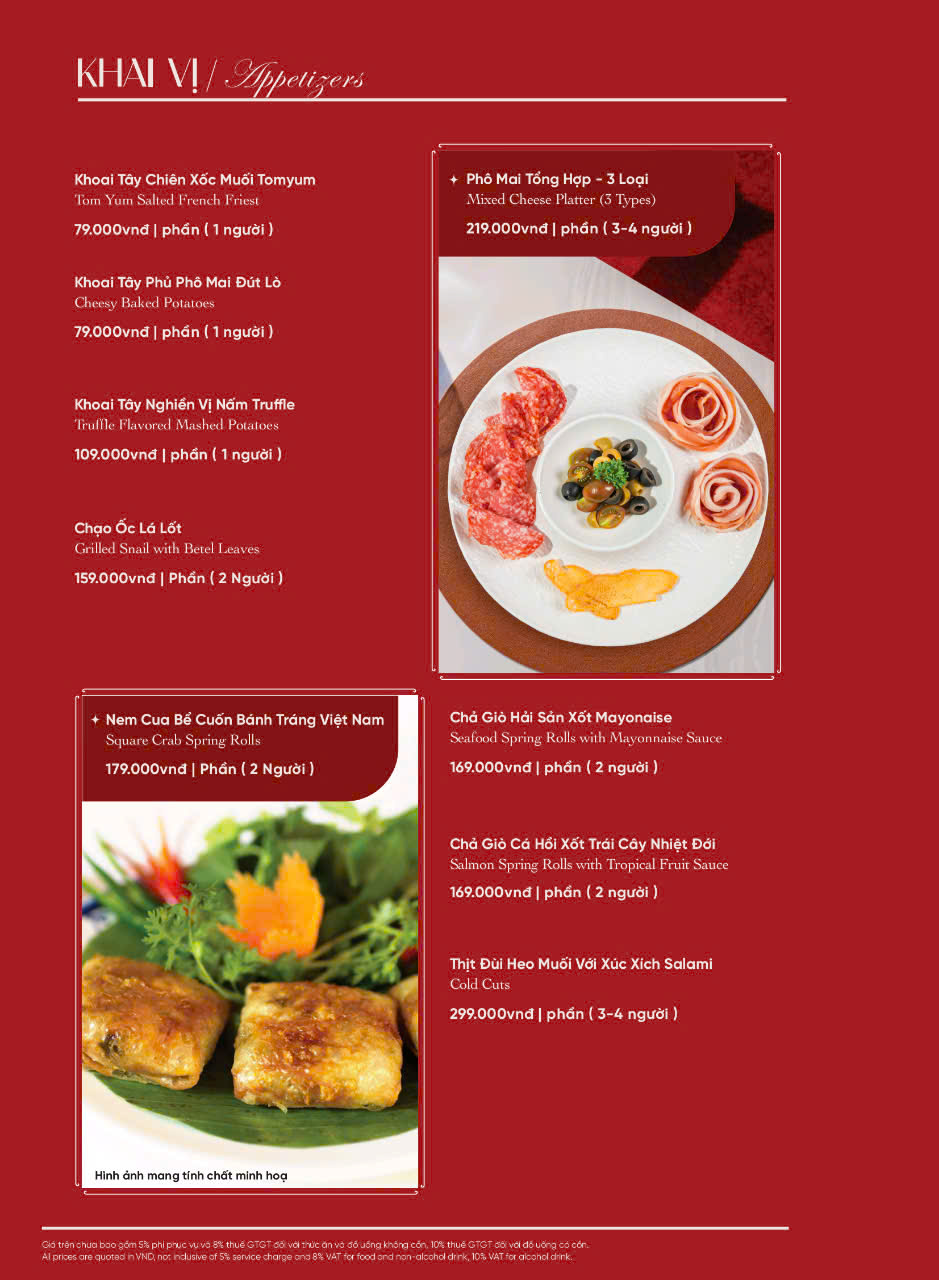 KHAI VỊ / Appetizers
Khoai Tây Chiên Xốc Muối Tomyum
Tom Yum Salted French Friest
79.000vnđ | phần ( 1 người )
Khoai Tây Phủ Phô Mai Đút Lò
Cheesy Baked Potatoes
79.000vnđ | phần ( 1 người )
Khoai Tây Nghiền Vị Nấm Truffle
Truffle Flavored Mashed Potatoes
109.000vnđ | phần ( 1 người )
Chạo Ốc Lá Lốt
Grilled Snail with Betel Leaves
159.000vnđ | Phần ( 2 Người )
Phô Mai Tổng Hợp - 3 Loại
Mixed Cheese Platter (3 Types)
219.000vnđ | phần ( 3-4 người )
Nem Cua Bể Cuốn Bánh Tráng Việt Nam
Square Crab Spring Rolls
179.000vnđ | Phần ( 2 Người )
Hình ảnh mang tính chất minh hoạ
Chả Giò Hải Sản Xốt Mayonaise
Seafood Spring Rolls with Mayonnaise Sauce
169.000vnđ | phần ( 2 người )
Chả Giò Cá Hồi Xốt Trái Cây Nhiệt Đới
Salmon Spring Rolls with Tropical Fruit Sauce
169.000vnđ | phần ( 2 người )
Thịt Đùi Heo Muối Với Xúc Xích Salami
Cold Cuts
299.000vnđ | phần ( 3-4 người )
Giá trên chưa bao gồm 5% phí phục vụ và 8% thuế GTGT đối với thức ăn và đồ uống không cồn, 10% thuế GTGT đối với đồ uống có cồn.
All prices are quoted in VND, not inclusive of 5% service charge and 8% VAT for food and non-alcohol drink, 10% VAT for alcohol drink.